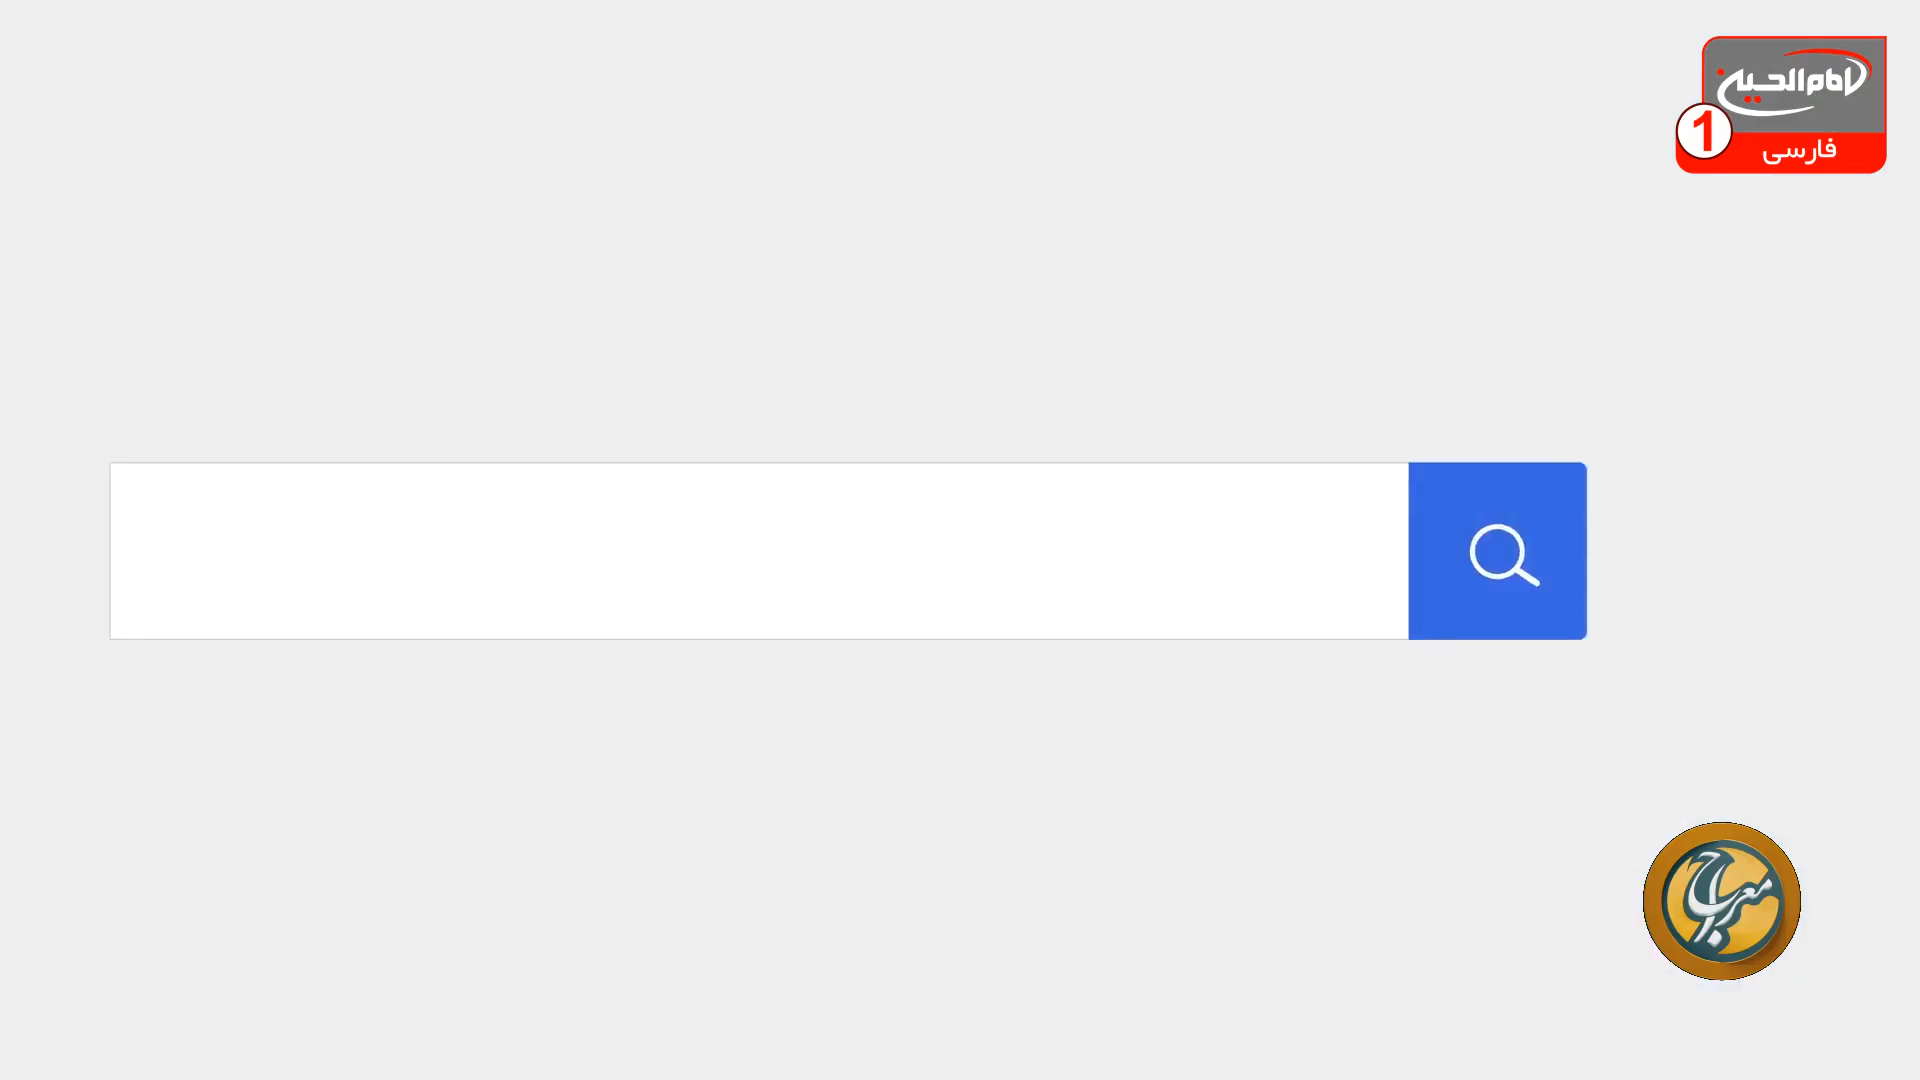 امام الحسین
1
فارسی
معراج